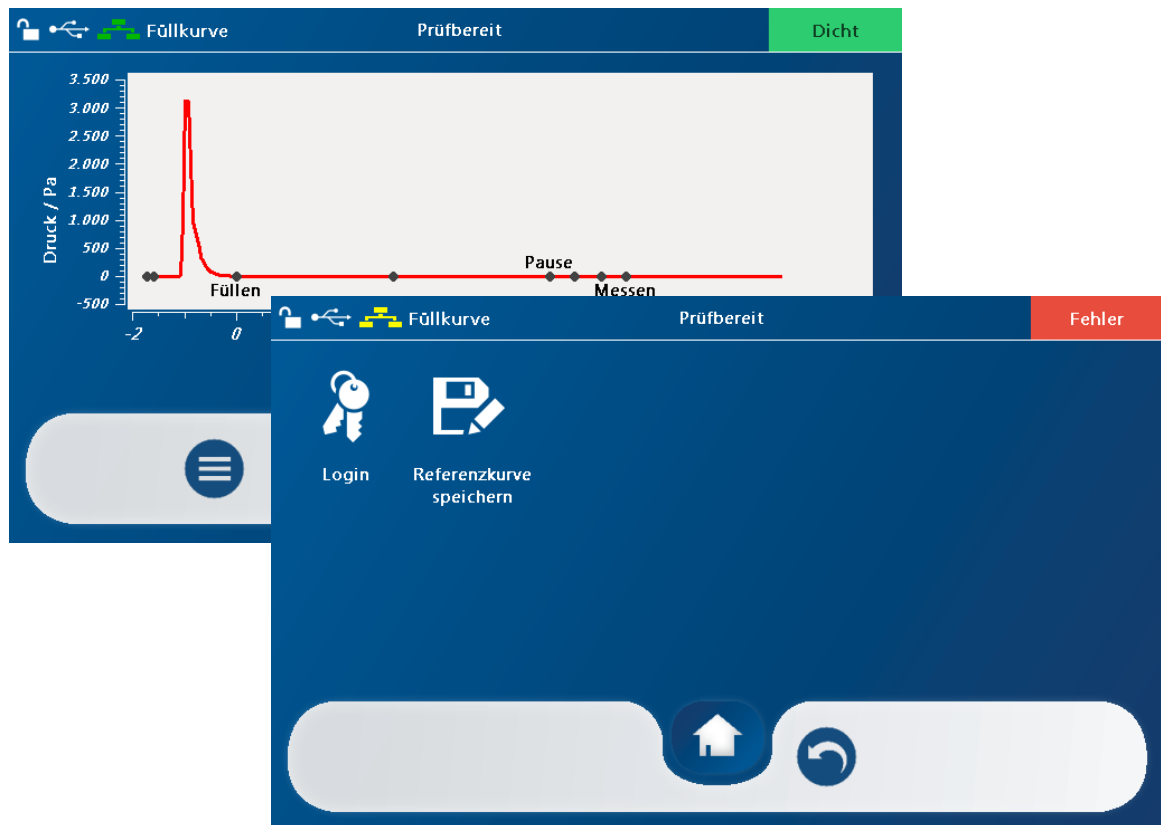 Füllkurve
Prüfbereit
Dicht
3.500
3.000
2.500
2.000
1.500
1.000
500
0
-500
Druck / Pa
Pause
Füllen
Messen
-2
0
Füllkurve
Prüfbereit
Fehler
Login
Referenzkurve
speichern